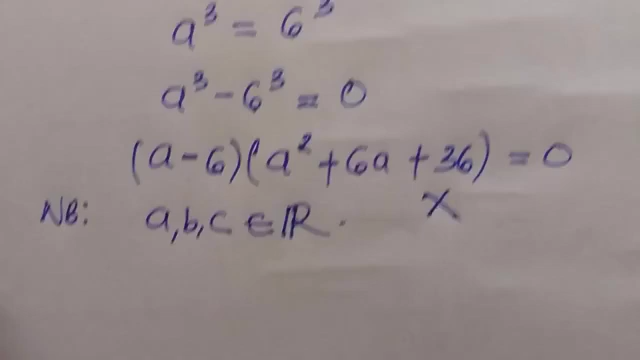 a³ = 6³
a³ - 6³ = 0
(a-6)(a² + 6a + 36) = 0
X
NB: a,b,c ∈ ℝ.